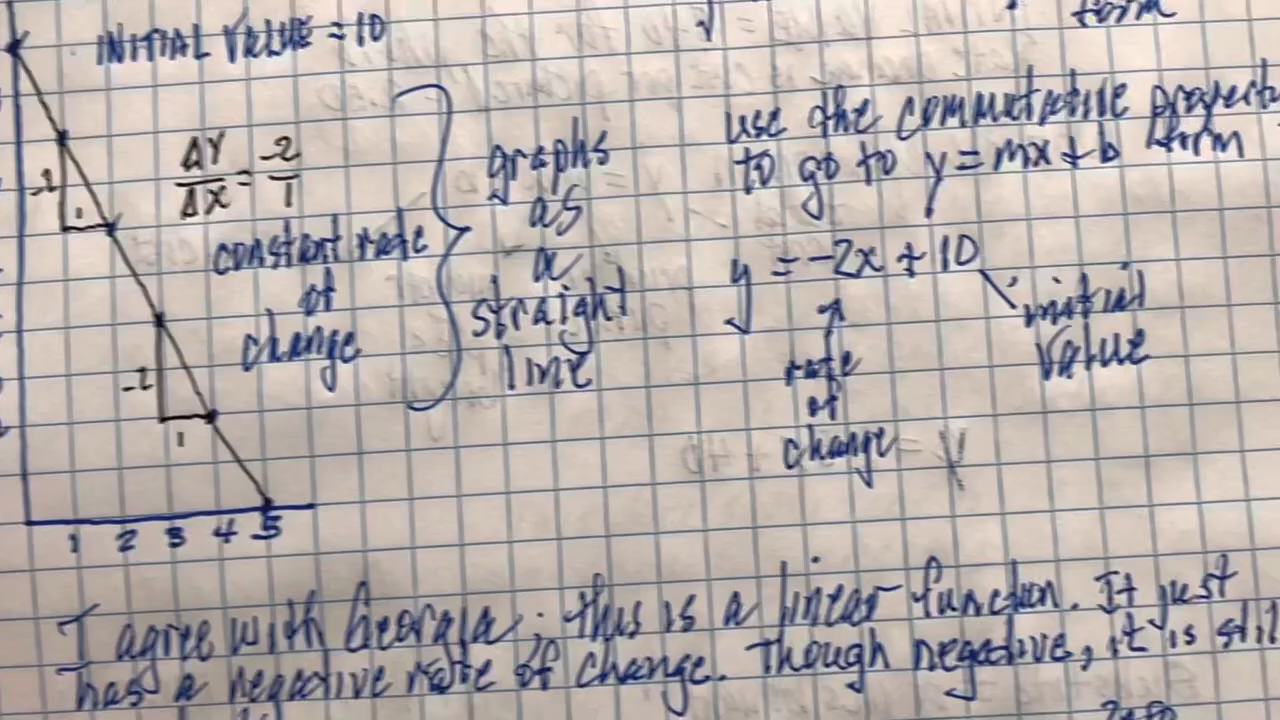 INITIAL VALUE = 10
form
ΔY/ΔX = -2/1
constant rate
of
change
-2
1
-2
1
graphs
as
a
straight
line
use the commutative property
to go to y = mx + b form
y = -2x + 10
initial
value
rate
of
change
1 2 3 4 5
I agree with Georgia. this is a linear function. It just
has a negative rate of change. Though negative, it is still